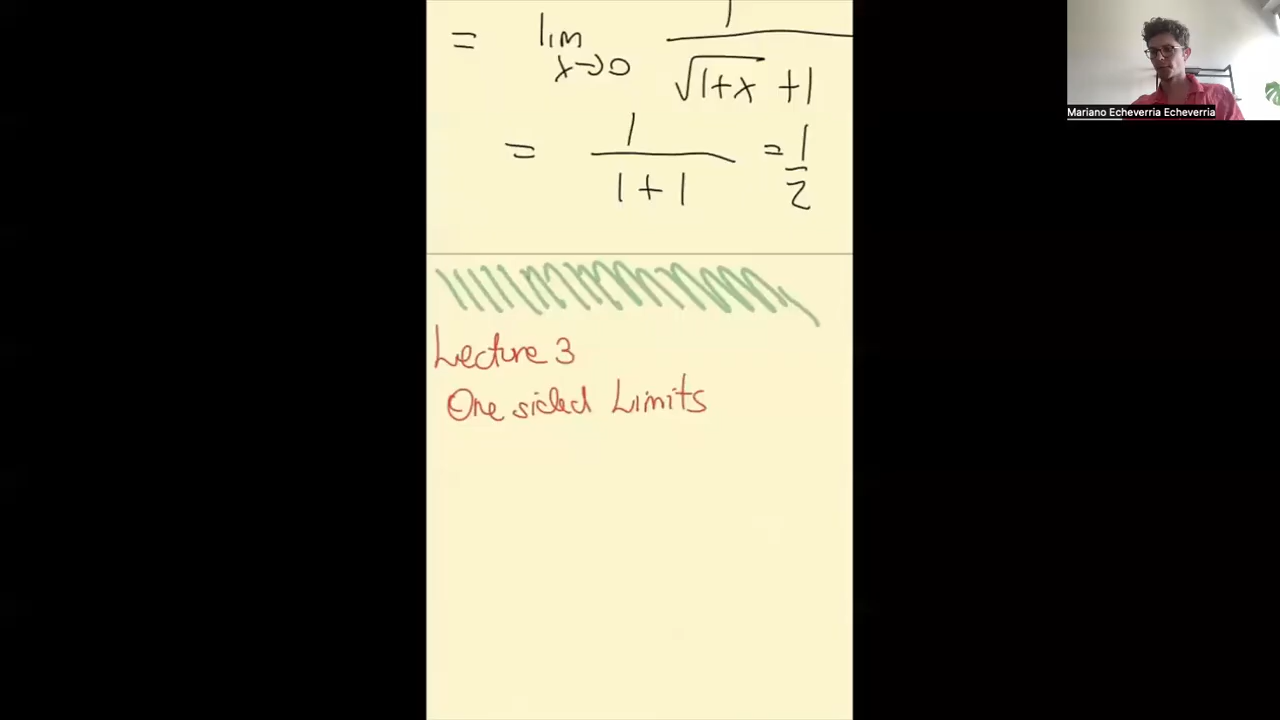 = lim x→0 1/(√(1+x) + 1)
= 1/(1+1) = 1/2
Lecture 3
One sided Limits
Mariano Echeverria Echeverria